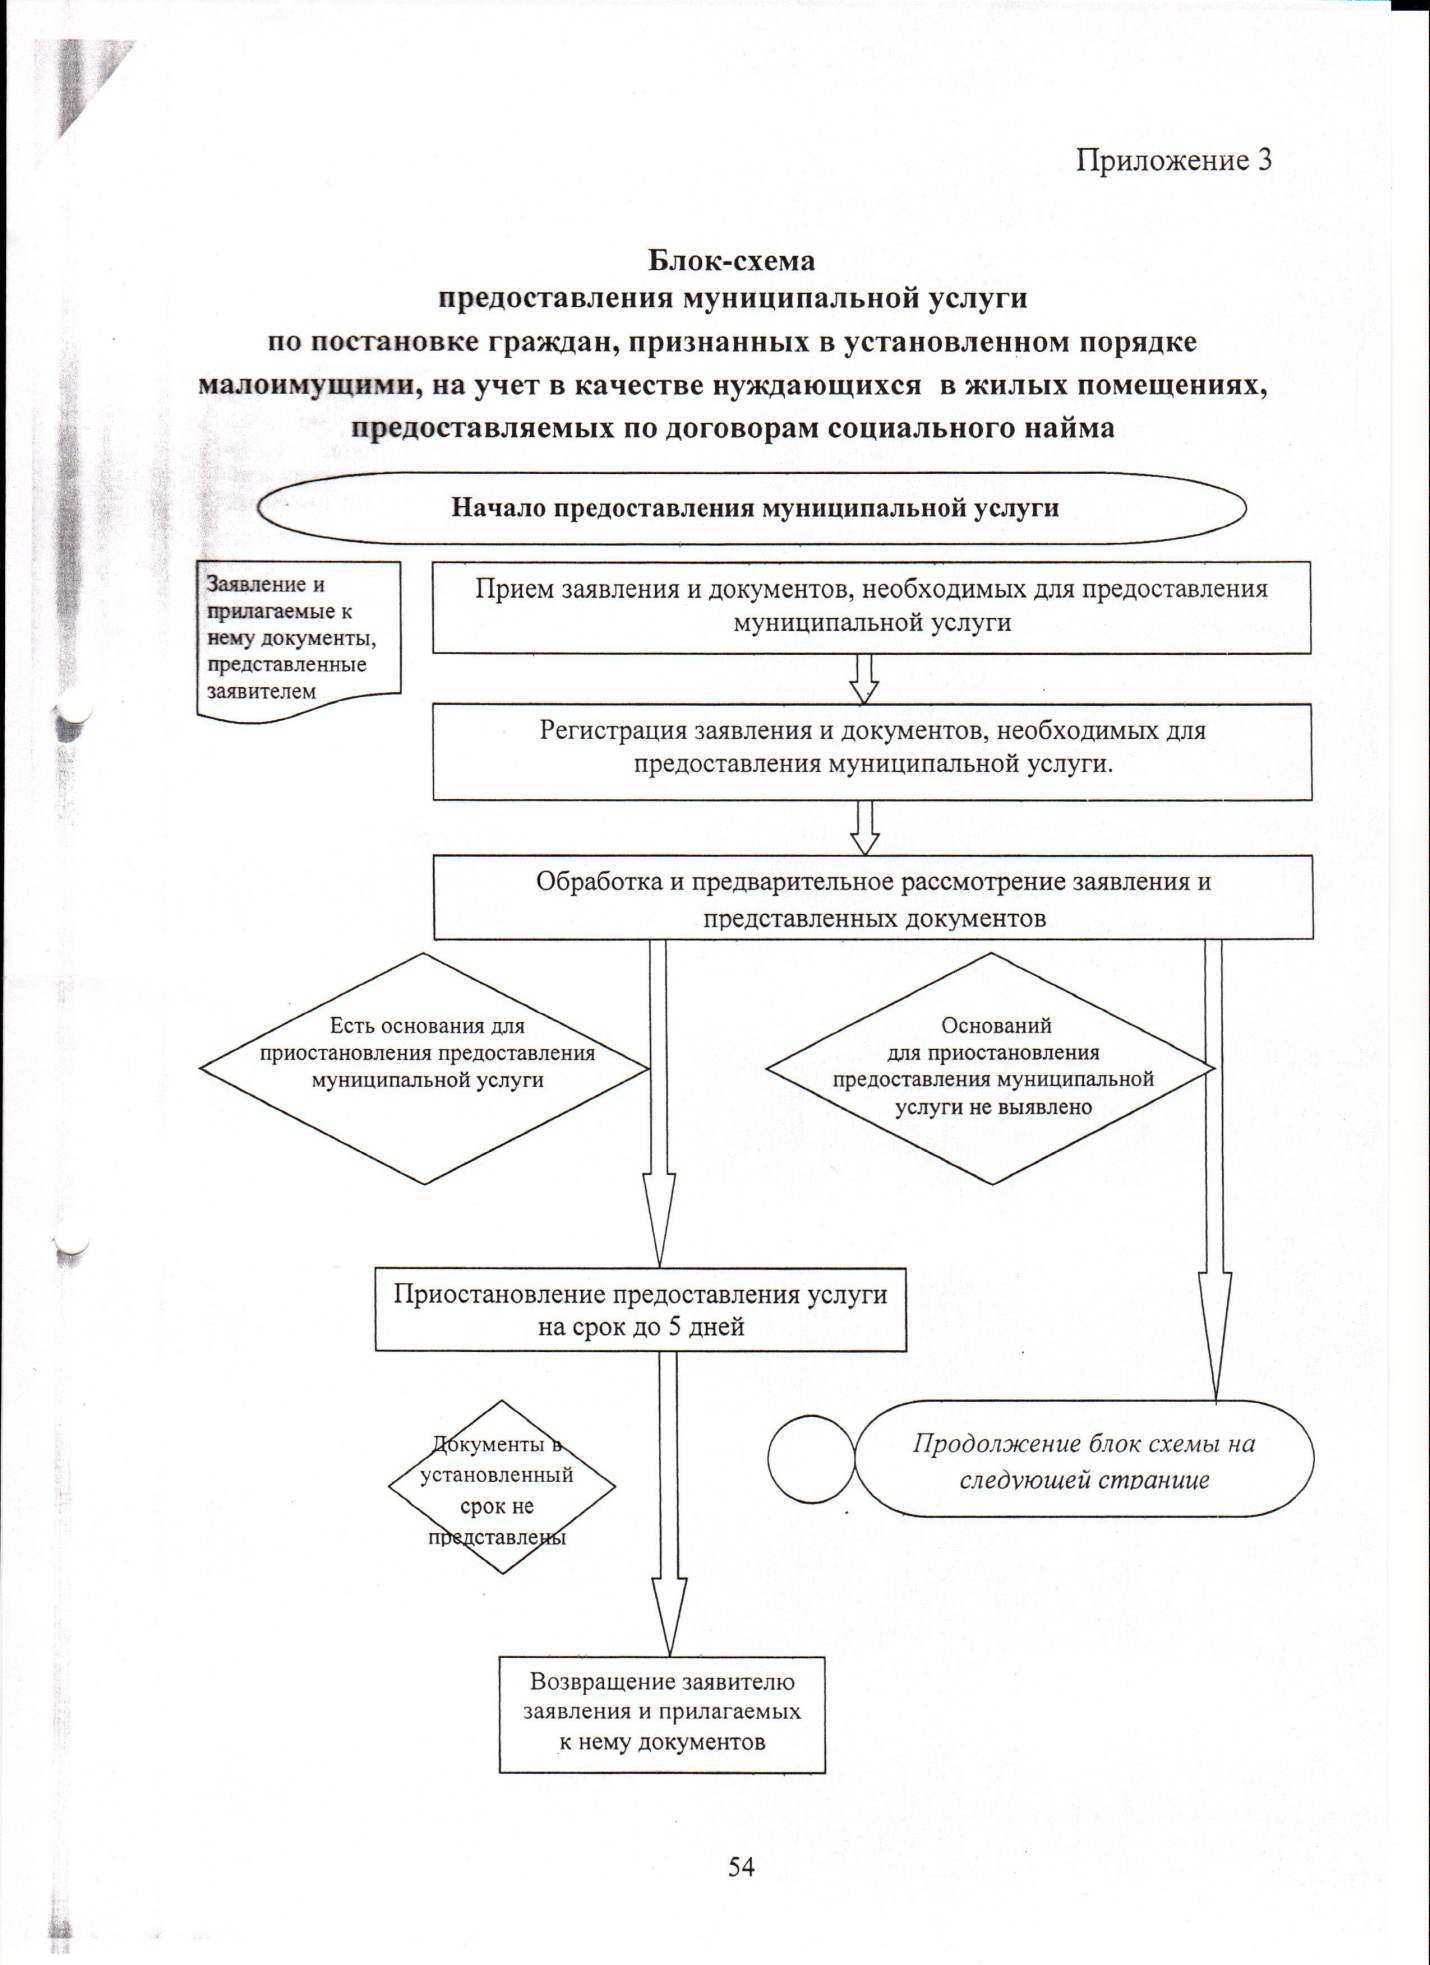 Приложение 3
Блок-схема
предоставления муниципальной услуги
по постановке граждан, признанных в установленном порядке
малоимущими, на учет в качестве нуждающихся в жилых помещениях,
предоставляемых по договорам социального найма
Начало предоставления муниципальной услуги
Заявление и
прилагаемые к
нему документы,
представленные
заявителем
Прием заявления и документов, необходимых для предоставления
муниципальной услуги
Регистрация заявления и документов, необходимых для
предоставления муниципальной услуги.
Обработка и предварительное рассмотрение заявления и
представленных документов
Есть основания для
приостановления предоставления
муниципальной услуги
Оснований
для приостановления
предоставления муниципальной
услуги не выявлено
Приостановление предоставления услуги
на срок до 5 дней
Документы в
установленный
срок не
представлены
Продолжение блок схемы на
следующей странице
Возвращение заявителю
заявления и прилагаемых
к нему документов
54